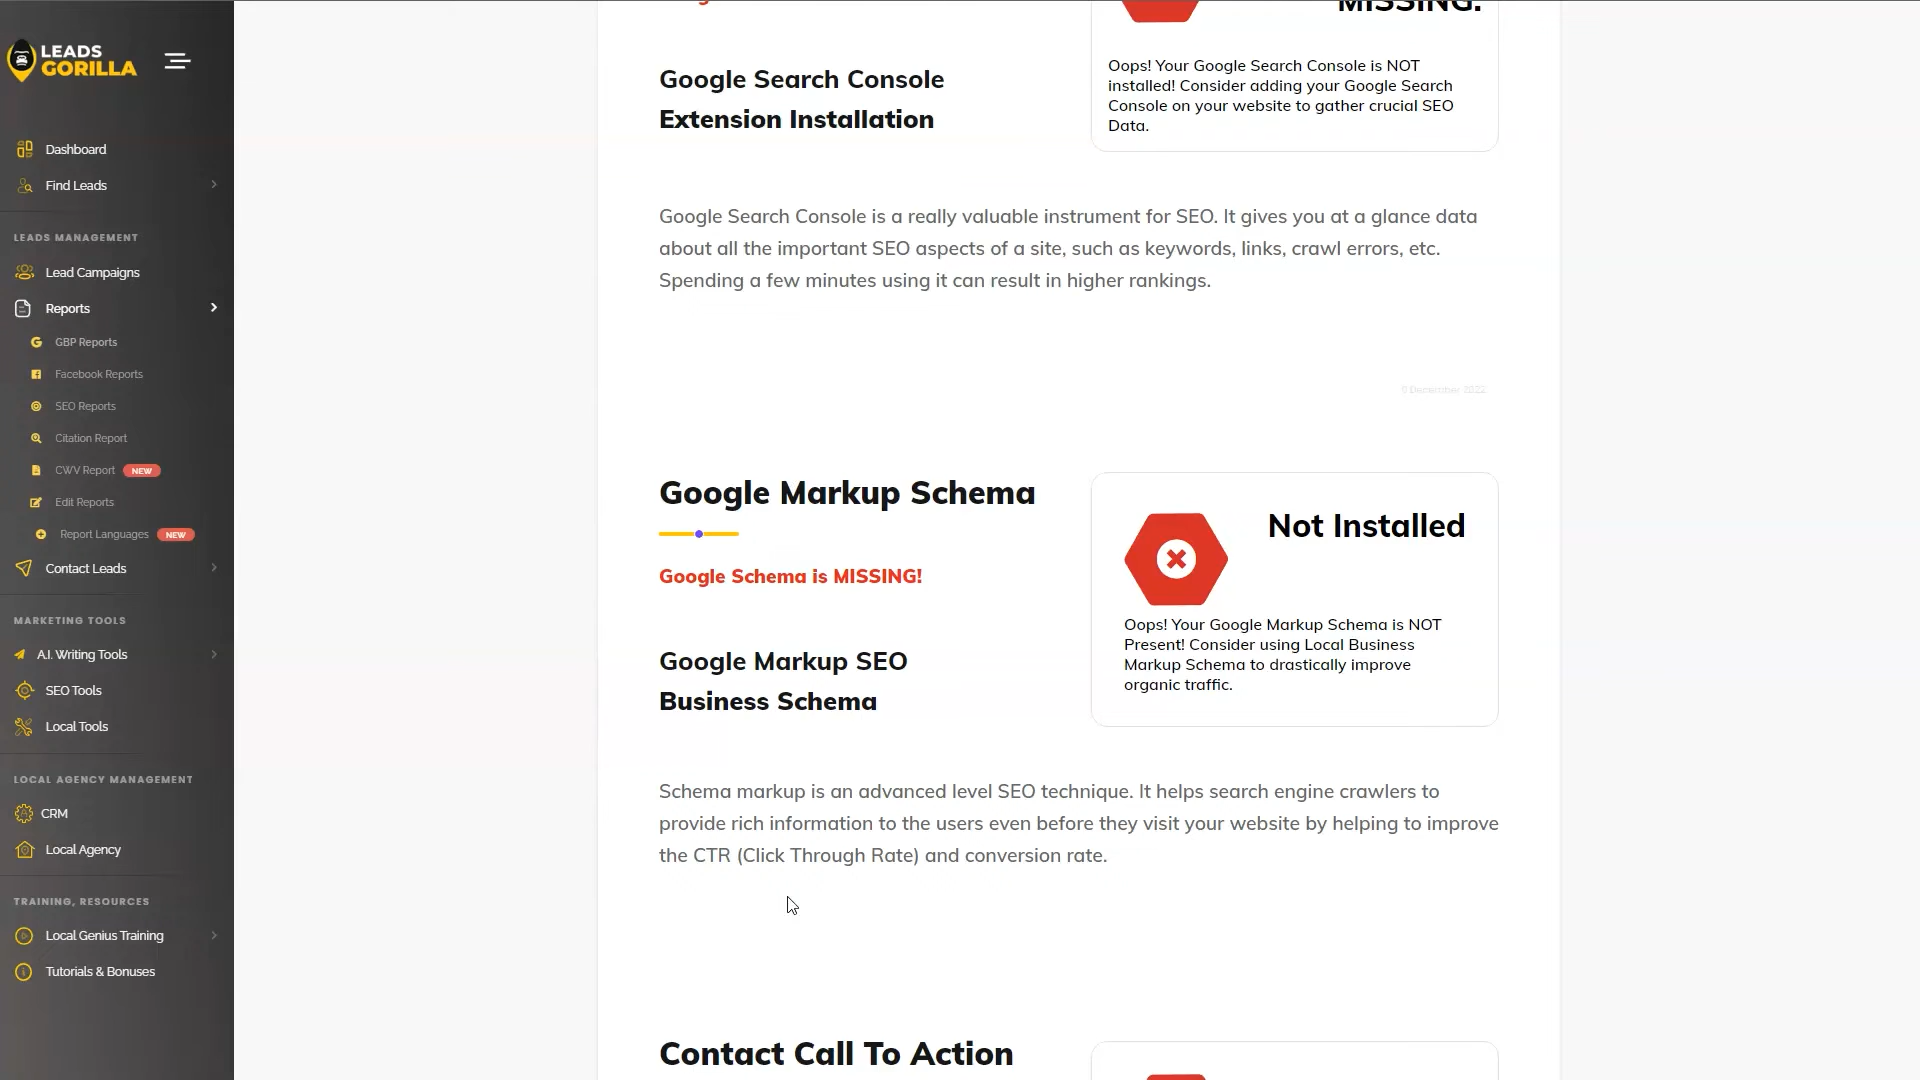 LEADS
GORILLA
Dashboard
Find Leads
LEADS MANAGEMENT
Lead Campaigns
Reports
GBP Reports
Facebook Reports
SEO Reports
Citation Report
CWV Report NEW
Edit Reports
Report Languages NEW
Contact Leads
MARKETING TOOLS
A.I. Writing Tools
SEO Tools
Local Tools
LOCAL AGENCY MANAGEMENT
CRM
Local Agency
TRAINING, RESOURCES
Local Genius Training
Tutorials & Bonuses
MISSING!
Google Search Console
Extension Installation
Oops! Your Google Search Console is NOT
installed! Consider adding your Google Search
Console on your website to gather crucial SEO
Data.
Google Search Console is a really valuable instrument for SEO. It gives you at a glance data
about all the important SEO aspects of a site, such as keywords, links, crawl errors, etc.
Spending a few minutes using it can result in higher rankings.
December 2022
Google Markup Schema
Google Schema is MISSING!
Google Markup SEO
Business Schema
Not Installed
Oops! Your Google Markup Schema is NOT
Present! Consider using Local Business
Markup Schema to drastically improve
organic traffic.
Schema markup is an advanced level SEO technique. It helps search engine crawlers to
provide rich information to the users even before they visit your website by helping to improve
the CTR (Click Through Rate) and conversion rate.
Contact Call To Action